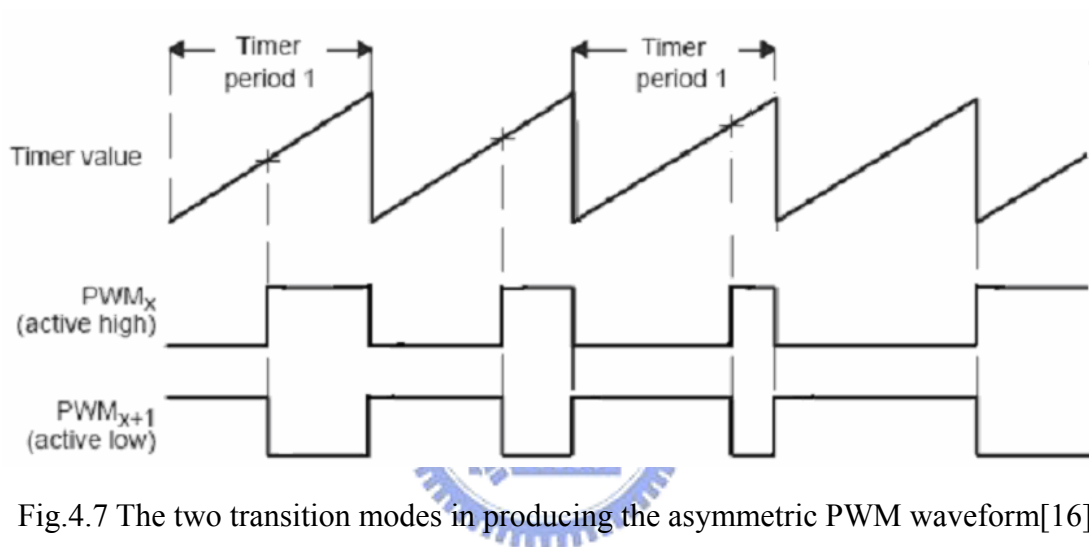 Timer
period 1
Timer
period 1
Timer value
PWMx
(active high)
PWMx+1
(active low)
Fig.4.7 The two transition modes in producing the asymmetric PWM waveform[16]